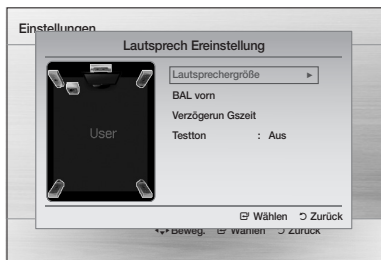 Einstellungen
Lautsprech Ereinstellung
Lautsprechergröße ►
BAL vorn
Verzögerun Gszeit
Testton : Aus
User
Wählen Zurück
Beweg. Wählen Zurück